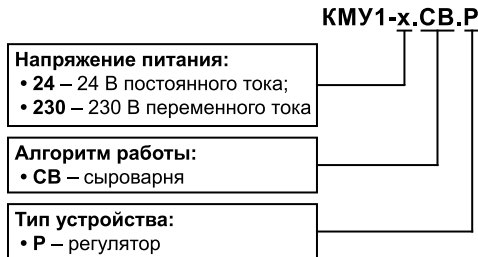 КМУ1-х.СВ.Р
Напряжение питания:
• 24 – 24 В постоянного тока;
• 230 – 230 В переменного тока
Алгоритм работы:
• СВ – сыроварня
Тип устройства:
• Р – регулятор